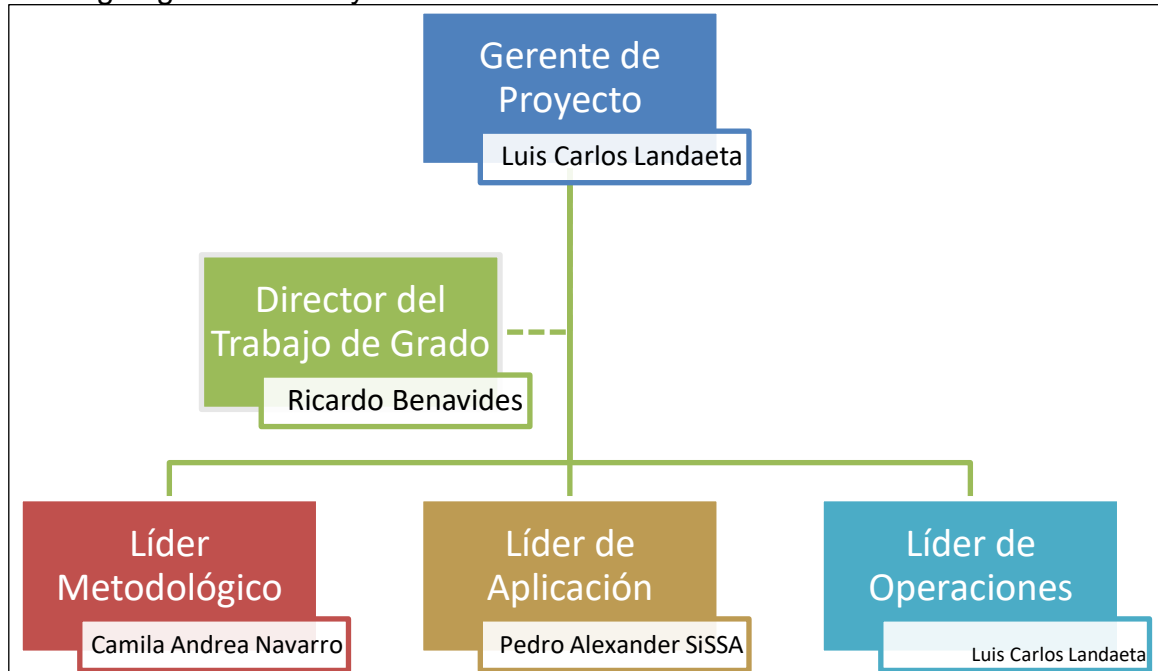 Gerente de
Proyecto
Luis Carlos Landaeta
Director del
Trabajo de Grado
Ricardo Benavides
Líder
Metodológico
Camila Andrea Navarro
Líder de
Aplicación
Pedro Alexander SiSSA
Líder de
Operaciones
Luis Carlos Landaeta